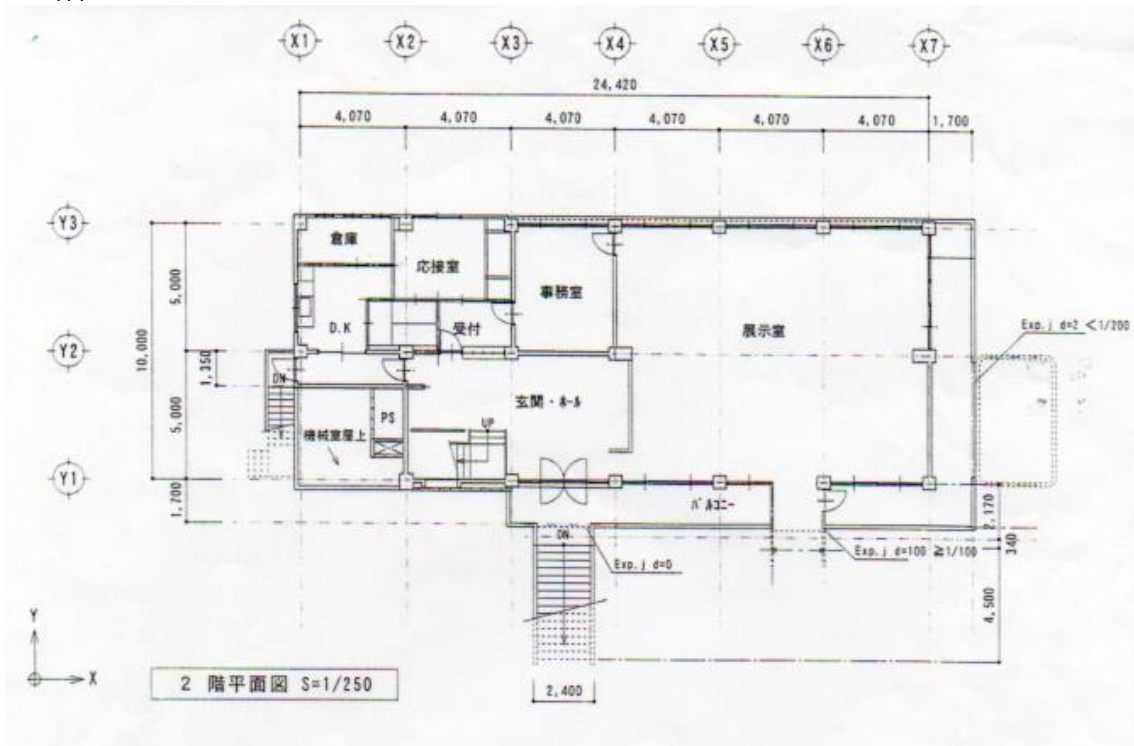 X1 X2 X3 X4 X5 X6 X7
24,420
4,070 4,070 4,070 4,070 4,070 4,070 1,700
Y3
倉庫
応接室
事務室
5,000
D.K
受付
展示室
Exp.j d=2 <1/200
10,000
Y2
1,350
DN
玄関・ホール
5,000
PS
UP
機械室屋上
Y1
バルコニー
1,700
2,170
DN
Exp.j d=0
Exp.j d=100 ≧1/100
340
4,500
Y
X
2 階平面図 S=1/250
2,400